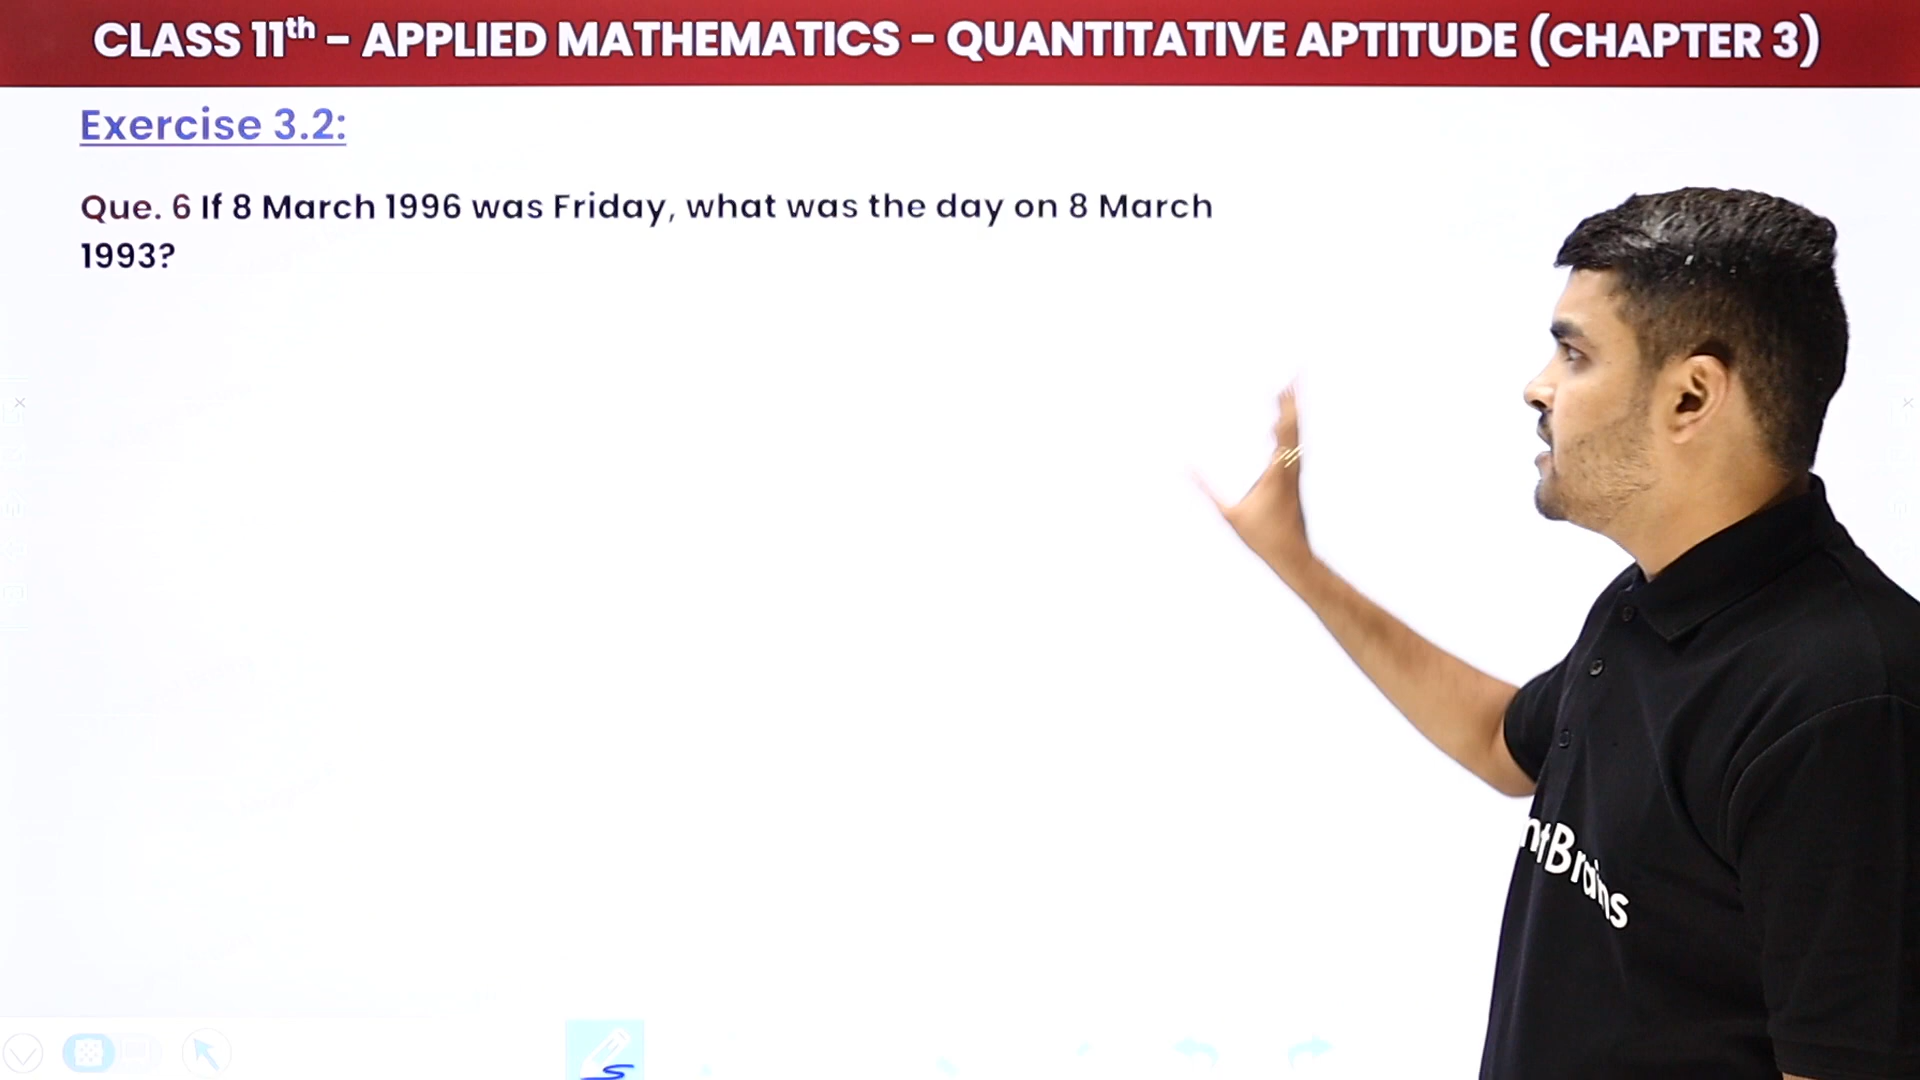 CLASS 11th - APPLIED MATHEMATICS - QUANTITATIVE APTITUDE (CHAPTER 3)
Exercise 3.2:
Que. 6 If 8 March 1996 was Friday, what was the day on 8 March
1993?
ntBrains